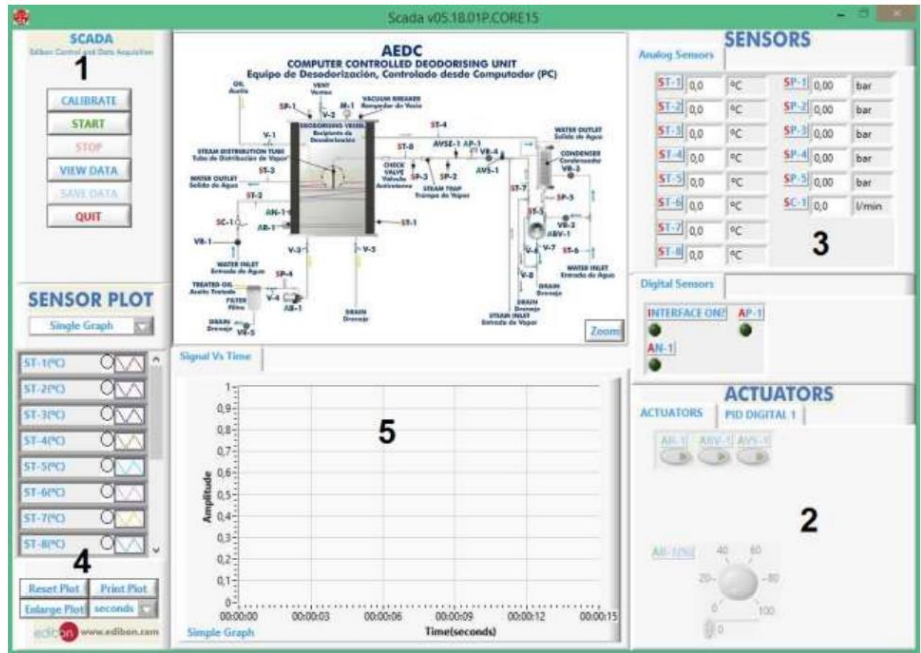 Scada v05.18.01P.CORE15
SCADA
Edibon Control and Data Acquisition
1
CALIBRATE
START
STOP
VIEW DATA
SAVE DATA
QUIT
SENSOR PLOT
Single Graph
ST-1(ºC)
ST-2(ºC)
ST-3(ºC)
ST-4(ºC)
ST-5(ºC)
ST-6(ºC)
ST-7(ºC)
ST-8(ºC)
4
Reset Plot
Print Plot
Enlarge Plot
seconds
edibon www.edibon.com
AEDC
COMPUTER CONTROLLED DEODORISING UNIT
Equipo de Desodorización, Controlado desde Computador (PC)
OIL
Aceite
VENT
Venteo
VACUUM BREAKER
Rompedor de Vacío
SP-1
V-2
M-1
DEODORISING VESSEL
Recipiente de
Desodorización
V-1
STEAM DISTRIBUTION TUBE
Tubo de Distribución de Vapor
ST-3
WATER OUTLET
Salida de Agua
ST-2
SC-1
AN-1
AR-1
VR-1
WATER INLET
Entrada de Agua
ST-4
ST-8
CHECK
VALVE
Válvula
Antirretorno
SP-3
SP-2
AVSE-1
AP-1
VR-4
AVS-1
STEAM TRAP
Trampa de Vapor
WATER OUTLET
Salida de Agua
CONDENSER
Condensador
VR-3
ST-7
SP-5
ST-5
VR-2
ABV-1
ST-1
V-3
V-5
V-6
V-7
ST-6
V-8
WATER INLET
Entrada de Agua
SP-4
TREATED OIL
Aceite Tratado
FILTER
Filtro
V-4
AB-1
DRAIN
Drenaje
VR-5
DRAIN
Drenaje
DRAIN
Drenaje
STEAM INLET
Entrada de Vapor
Zoom
Signal Vs Time
5
Amplitude
1
0,9
0,8
0,7
0,6
0,5
0,4
0,3
0,2
0,1
0
00:00:00
00:00:03
00:00:06
00:00:09
00:00:12
00:00:15
Simple Graph
Time(seconds)
SENSORS
Analog Sensors
ST-1 0,0 ºC SP-1 0,00 bar
ST-2 0,0 ºC SP-2 0,00 bar
ST-3 0,0 ºC SP-3 0,00 bar
ST-4 0,0 ºC SP-4 0,00 bar
ST-5 0,0 ºC SP-5 0,00 bar
ST-6 0,0 ºC SC-1 0,0 l/min
ST-7 0,0 ºC
ST-8 0,0 ºC
3
Digital Sensors
INTERFACE ON?
AP-1
AN-1
ACTUATORS
ACTUATORS
PID DIGITAL 1
AR-1
ABV-1
AVS-1
2
AB-1(%)
0
20
40
60
80
100
0